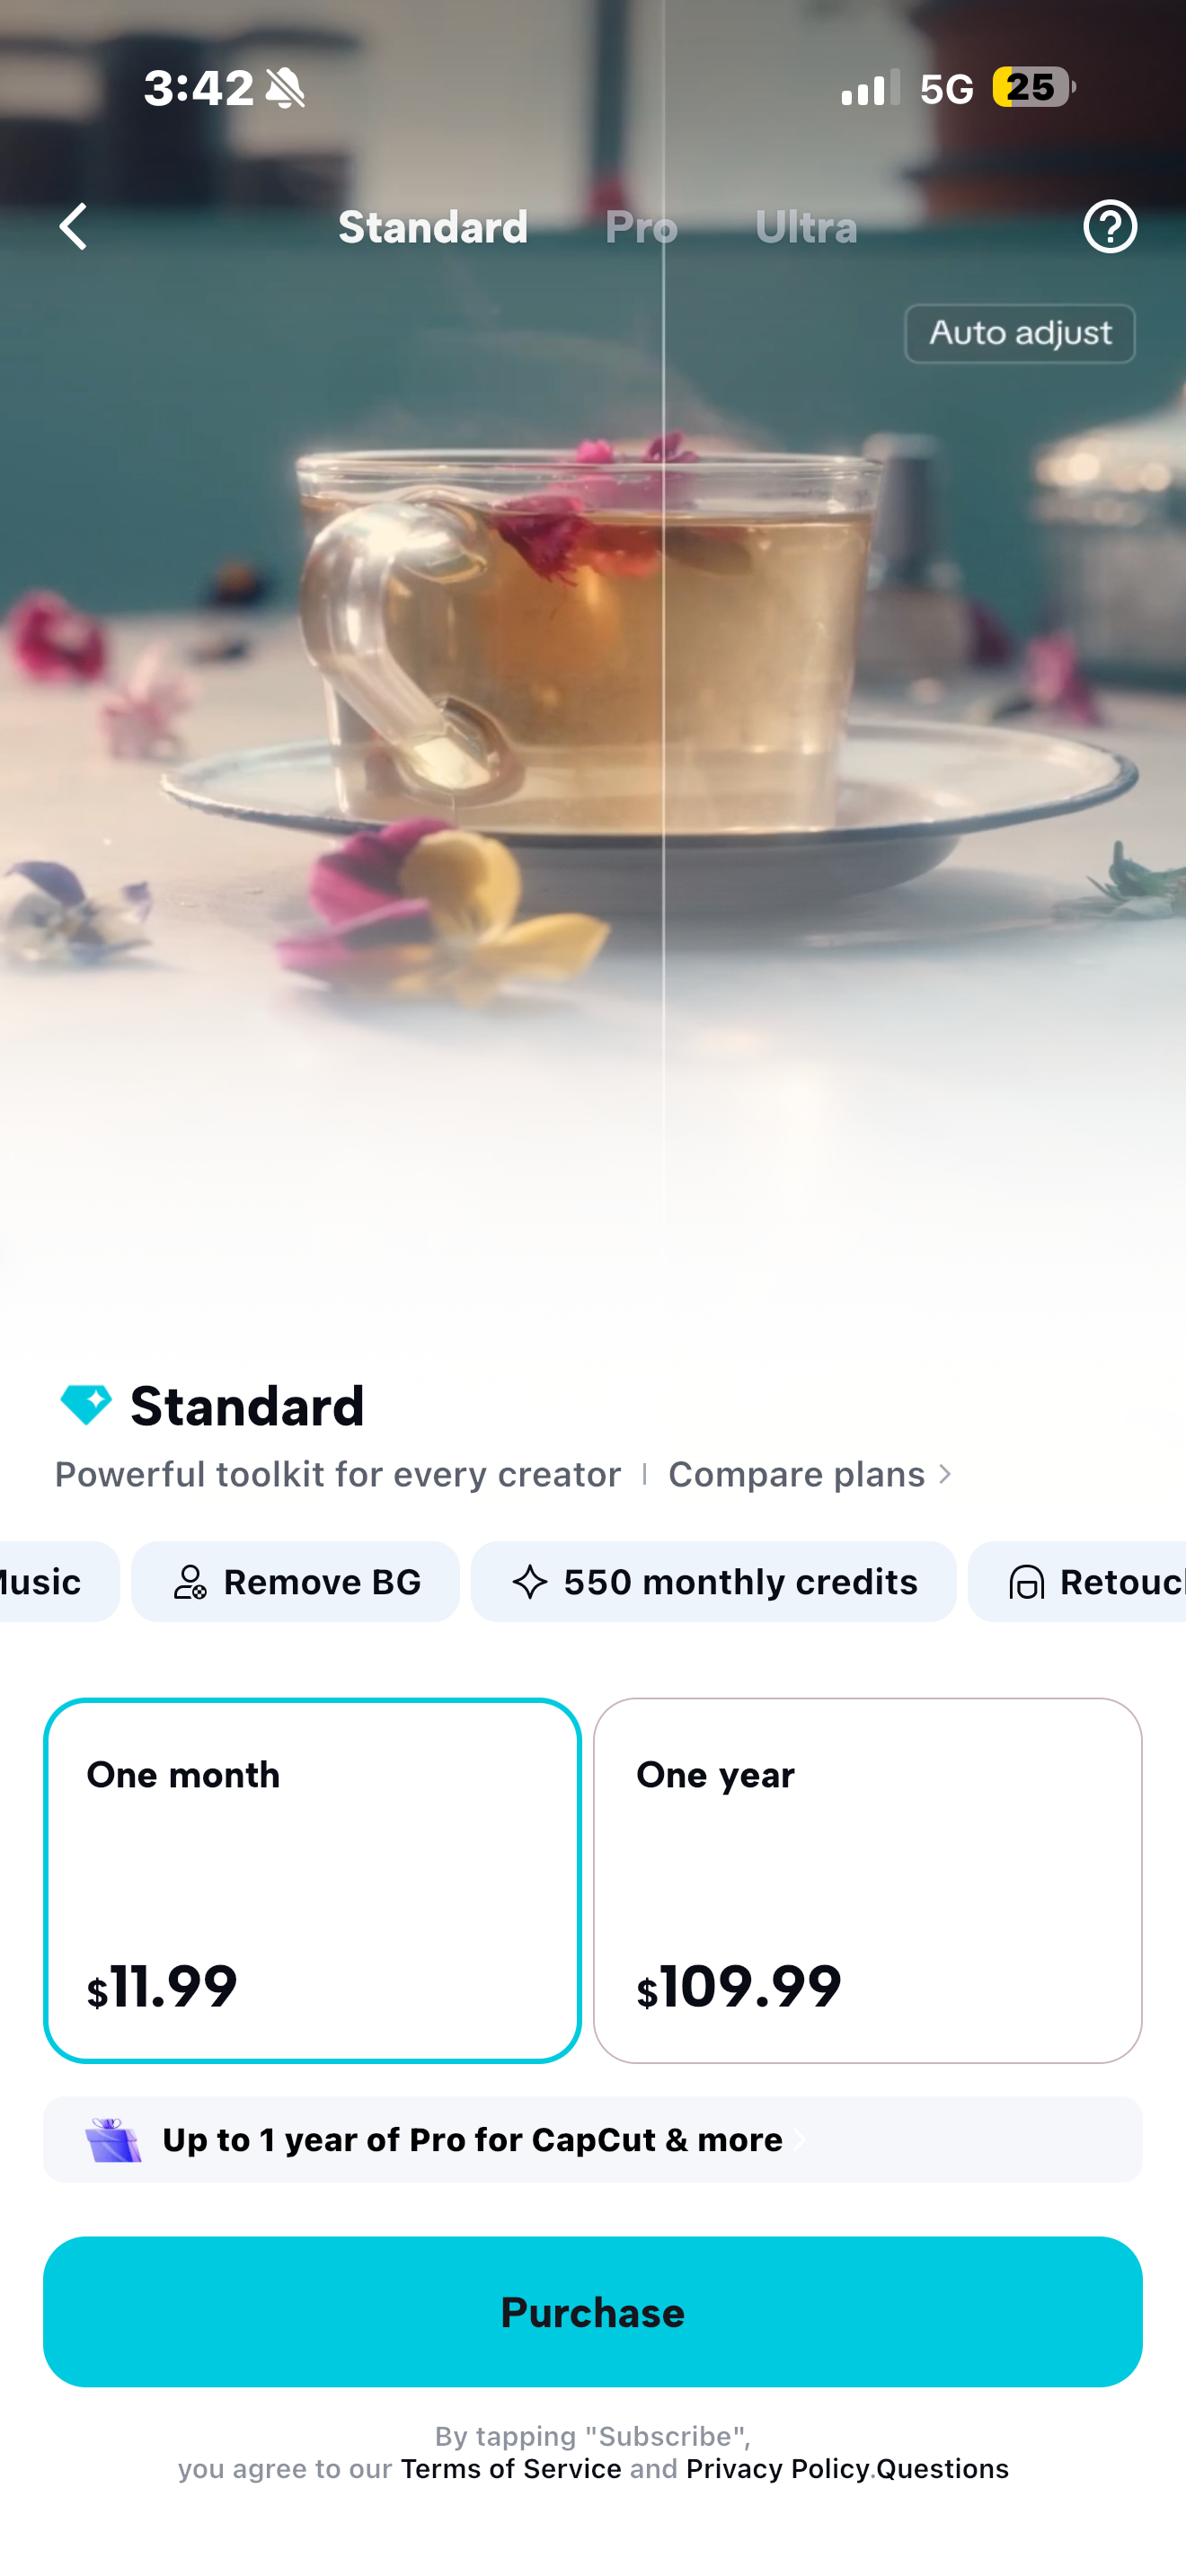 3:42 5G 25
Standard Pro Ultra
Auto adjust
Standard
Powerful toolkit for every creator | Compare plans >
Remove BG 550 monthly credits
One month One year
$11.99 $109.99
Up to 1 year of Pro for CapCut & more
Purchase
By tapping "Subscribe",
you agree to our Terms of Service and Privacy Policy.Questions